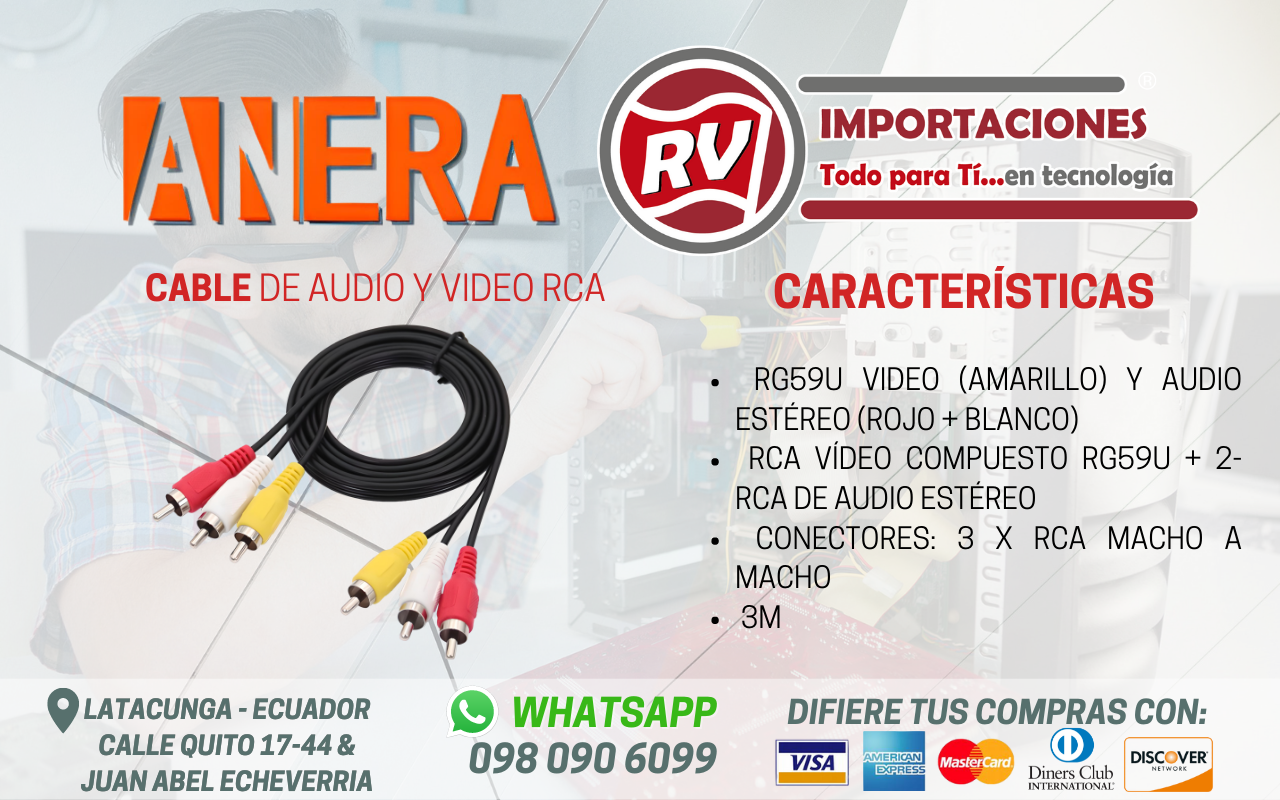 ANERA
RV
®
IMPORTACIONES
Todo para Tí...en tecnología
CABLE DE AUDIO Y VIDEO RCA
CARACTERÍSTICAS
• RG59U VIDEO (AMARILLO) Y AUDIO
ESTÉREO (ROJO + BLANCO)
• RCA VÍDEO COMPUESTO RG59U + 2-
RCA DE AUDIO ESTÉREO
• CONECTORES: 3 X RCA MACHO A
MACHO
• 3M
LATACUNGA - ECUADOR
CALLE QUITO 17-44 &
JUAN ABEL ECHEVERRIA
WHATSAPP
098 090 6099
DIFIERE TUS COMPRAS CON:
VISA
AMERICAN
EXPRESS
MasterCard
Diners Club
INTERNATIONAL®
DISCOVER
NETWORK